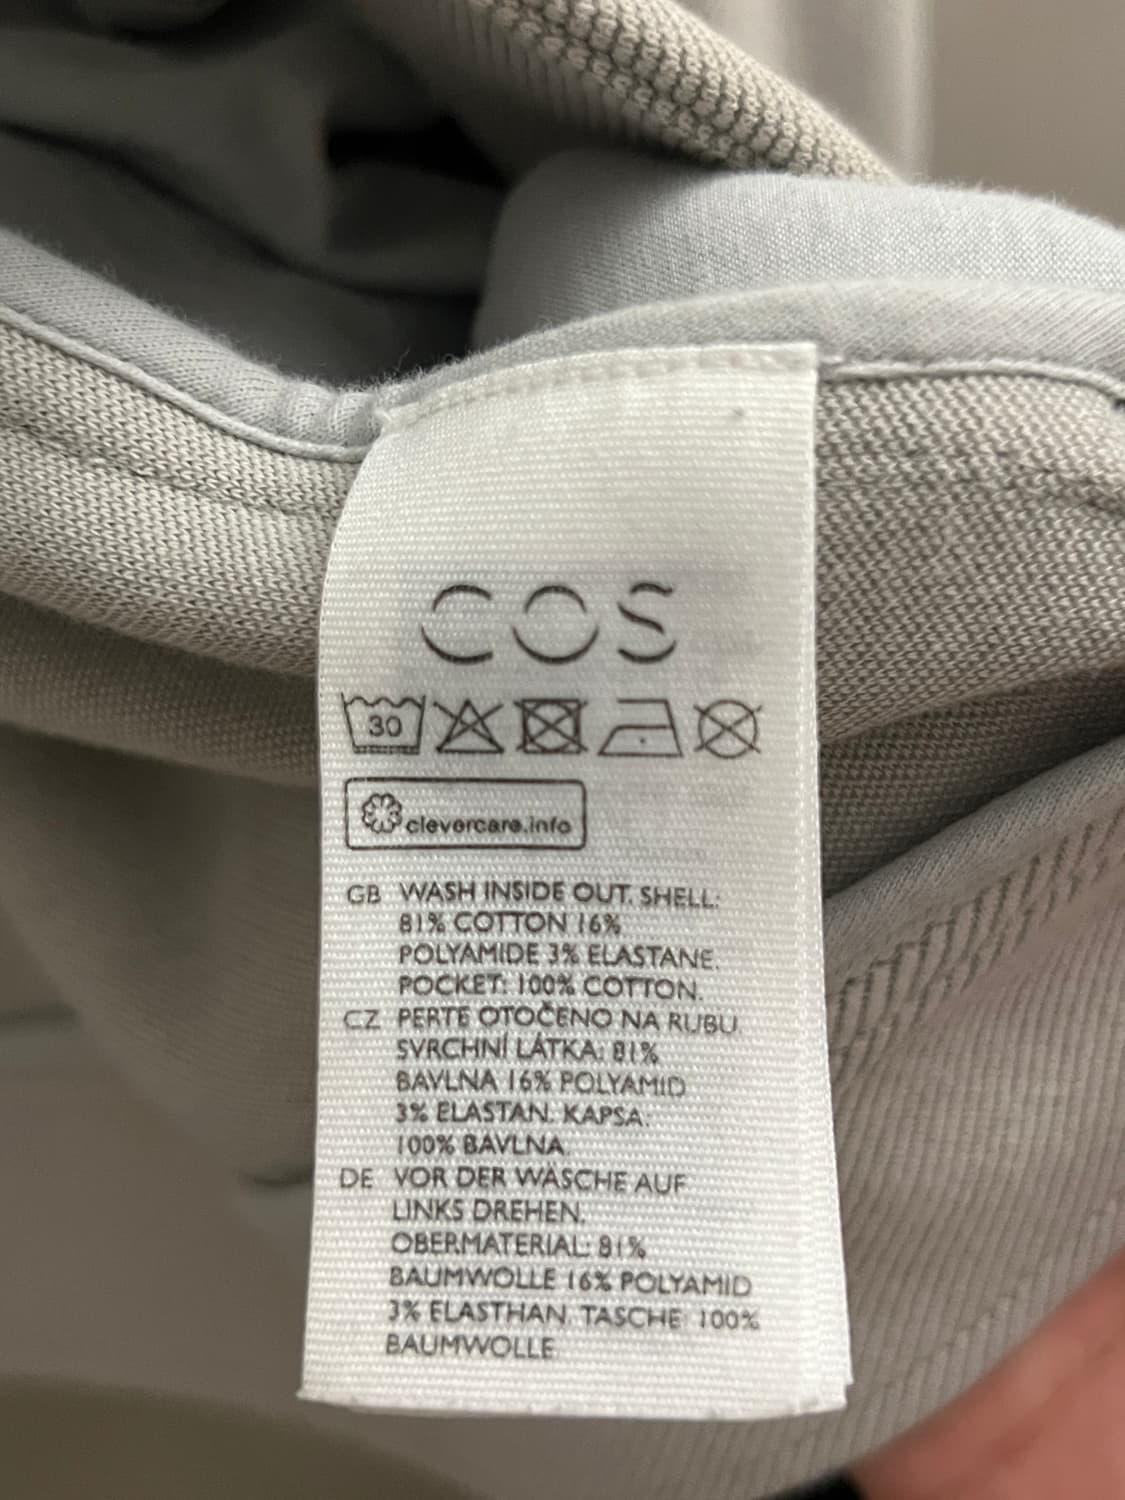 COS
30
clevercare.info
GB WASH INSIDE OUT. SHELL:
81% COTTON 16%
POLYAMIDE 3% ELASTANE.
POCKET: 100% COTTON.
CZ PERTE OTOČENO NA RUBU.
SVRCHNÍ LÁTKA: 81%
BAVLNA 16% POLYAMID
3% ELASTAN. KAPSA:
100% BAVLNA.
DE VOR DER WÄSCHE AUF
LINKS DREHEN.
OBERMATERIAL: 81%
BAUMWOLLE 16% POLYAMID
3% ELASTHAN. TASCHE: 100%
BAUMWOLLE.